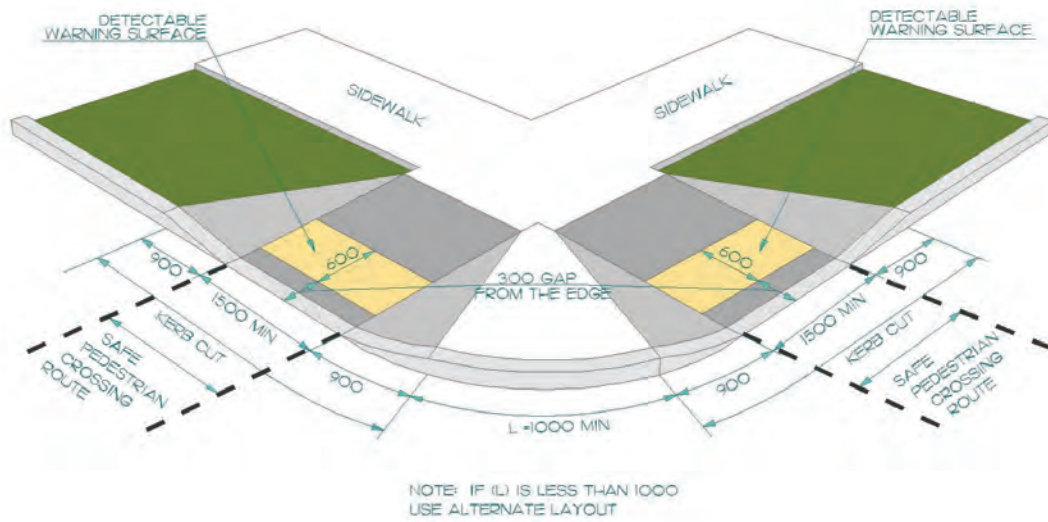 DETECTABLE
WARNING SURFACE
DETECTABLE
WARNING SURFACE
SIDEWALK
SIDEWALK
900
600
300 GAP
FROM THE EDGE
600
900
1500 MIN
1500 MIN
KERB CUT
KERB CUT
SAFE
PEDESTRIAN
CROSSING
ROUTE
900
900
SAFE
PEDESTRIAN
CROSSING
ROUTE
L =1000 MIN
NOTE: IF (L) IS LESS THAN 1000
USE ALTERNATE LAYOUT